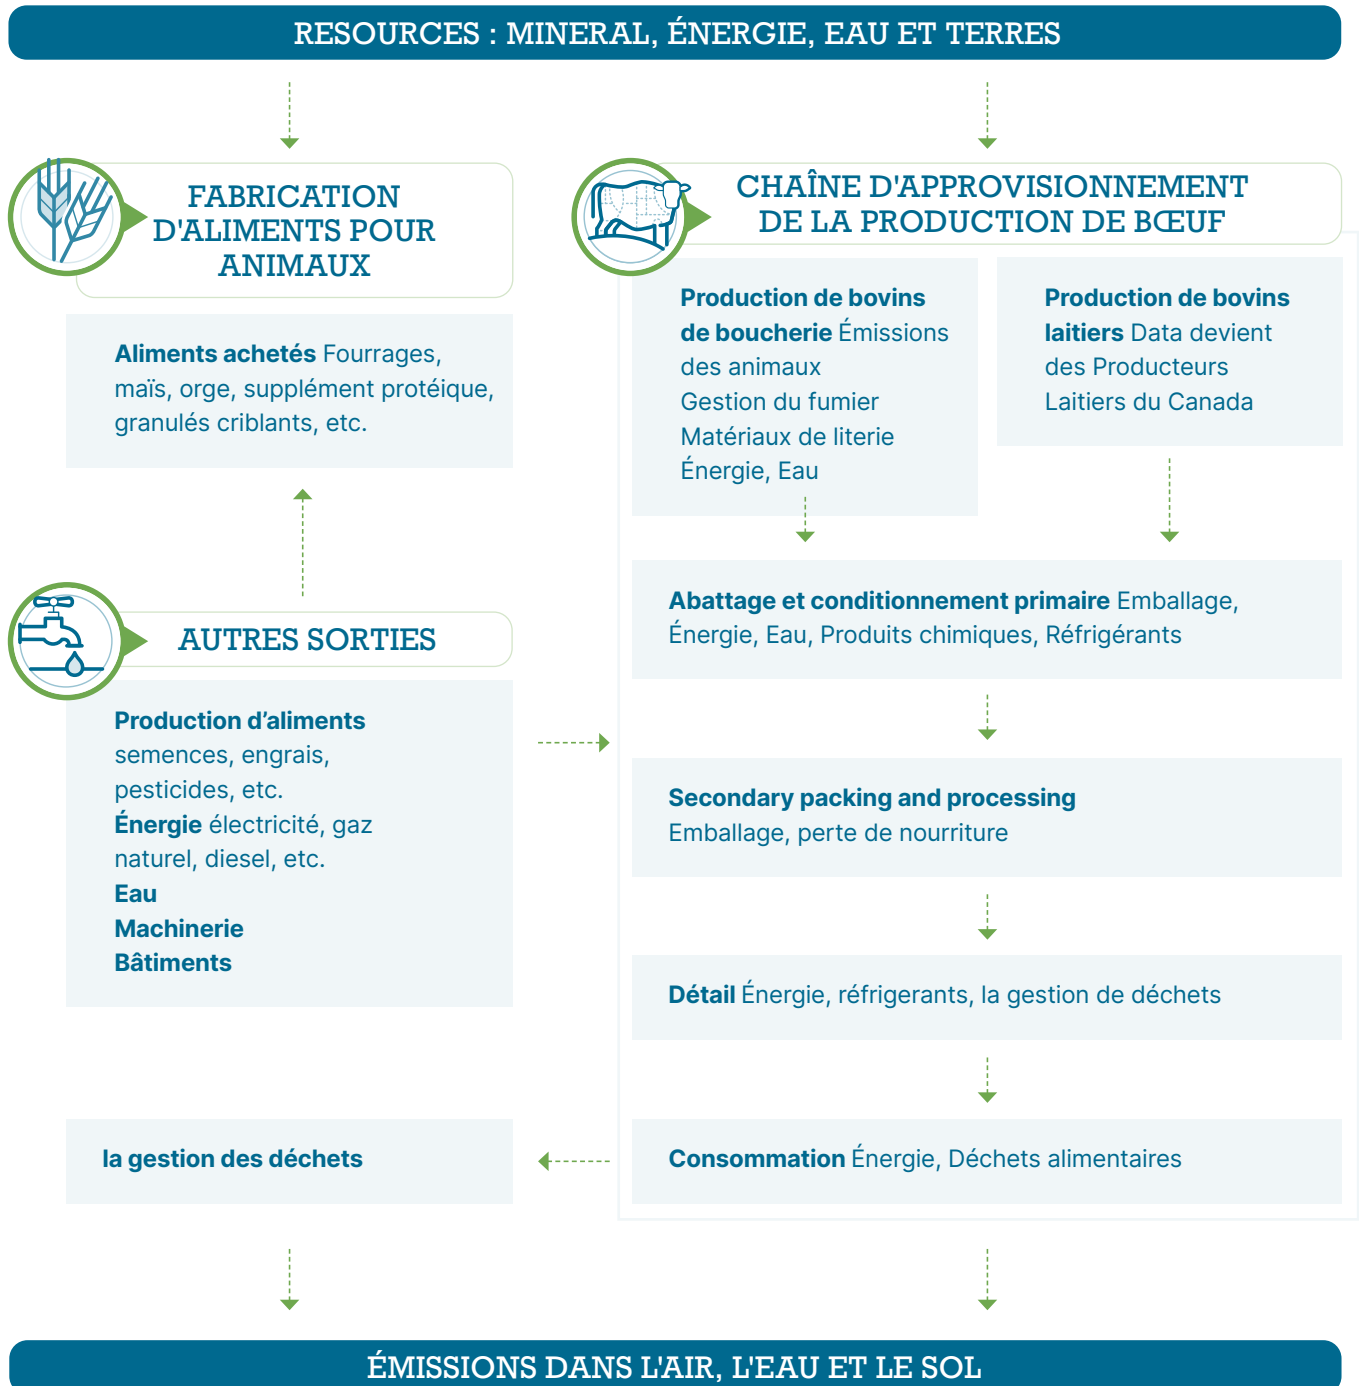 RESOURCES : MINERAL, ÉNERGIE, EAU ET TERRES
FABRICATION
D'ALIMENTS POUR
ANIMAUX
Aliments achetés Fourrages,
maïs, orge, supplément protéique,
granulés criblants, etc.
AUTRES SORTIES
Production d’aliments
semences, engrais,
pesticides, etc.
Énergie électricité, gaz
naturel, diesel, etc.
Eau
Machinerie
Bâtiments
la gestion des déchets
CHAÎNE D'APPROVISIONNEMENT
DE LA PRODUCTION DE BŒUF
Production de bovins
de boucherie Émissions
des animaux
Gestion du fumier
Matériaux de literie
Énergie, Eau
Production de bovins
laitiers Data devient
des Producteurs
Laitiers du Canada
Abattage et conditionnement primaire Emballage,
Énergie, Eau, Produits chimiques, Réfrigérants
Secondary packing and processing
Emballage, perte de nourriture
Détail Énergie, réfrigerants, la gestion de déchets
Consommation Énergie, Déchets alimentaires
ÉMISSIONS DANS L'AIR, L'EAU ET LE SOL